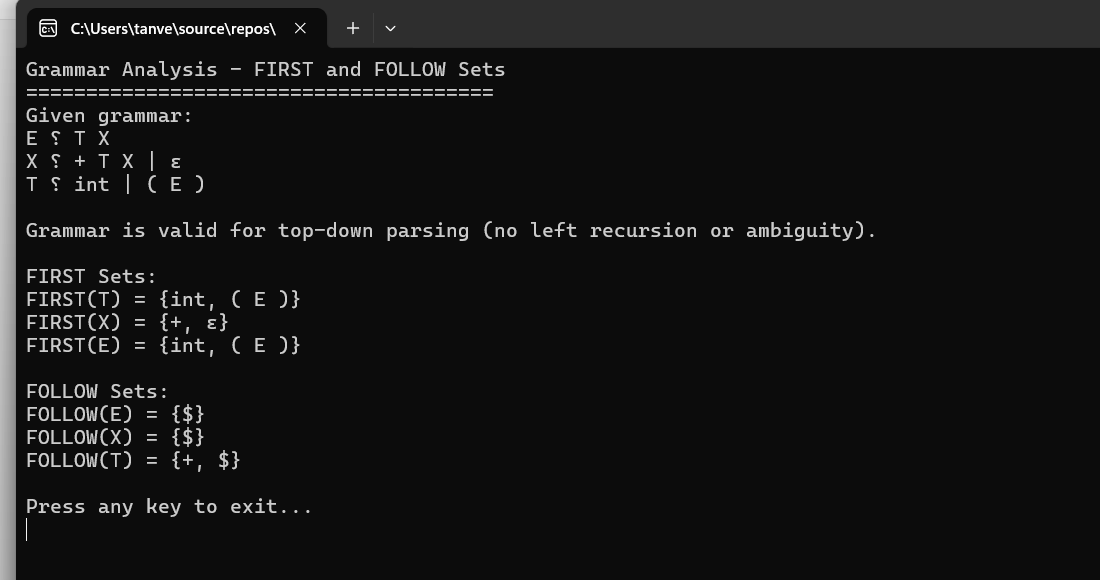 C:\Users\tanve\source\repos\
Grammar Analysis - FIRST and FOLLOW Sets
=======================================
Given grammar:
E ⸮ T X
X ⸮ + T X | ε
T ⸮ int | ( E )
Grammar is valid for top-down parsing (no left recursion or ambiguity).
FIRST Sets:
FIRST(T) = {int, ( E )}
FIRST(X) = {+, ε}
FIRST(E) = {int, ( E )}
FOLLOW Sets:
FOLLOW(E) = {$}
FOLLOW(X) = {$}
FOLLOW(T) = {+, $}
Press any key to exit...